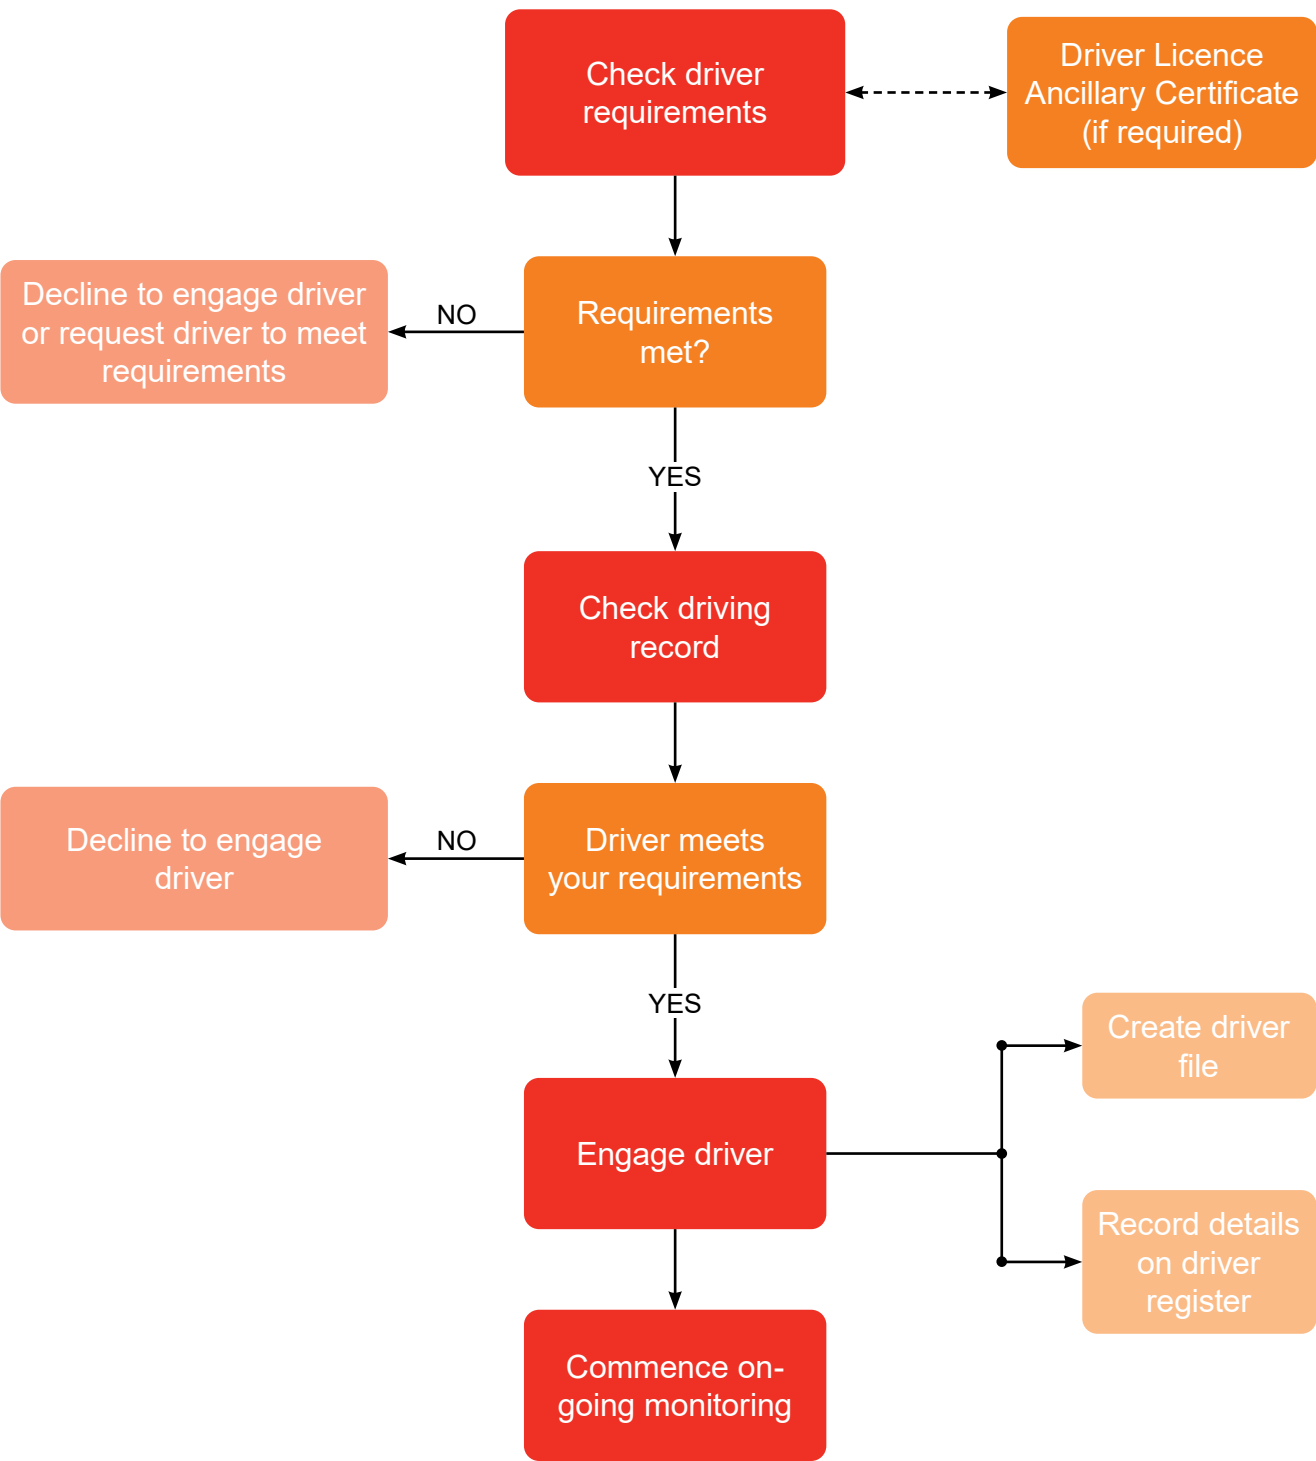 Check driver
requirements
Driver Licence
Ancillary Certificate
(if required)
Decline to engage driver
or request driver to meet
requirements
NO
Requirements
met?
YES
Check driving
record
Decline to engage
driver
NO
Driver meets
your requirements
YES
Create driver
file
Engage driver
Record details
on driver
register
Commence on-
going monitoring